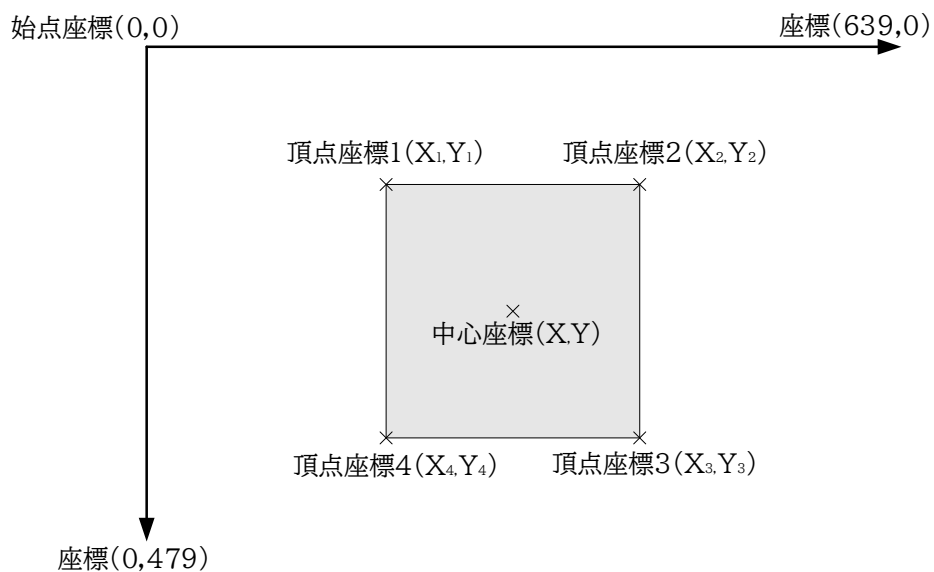 始点座標(0,0)
座標(639,0)
頂点座標1(X₁,Y₁)
頂点座標2(X₂,Y₂)
中心座標(X,Y)
頂点座標4(X₄,Y₄)
頂点座標3(X₃,Y₃)
座標(0,479)